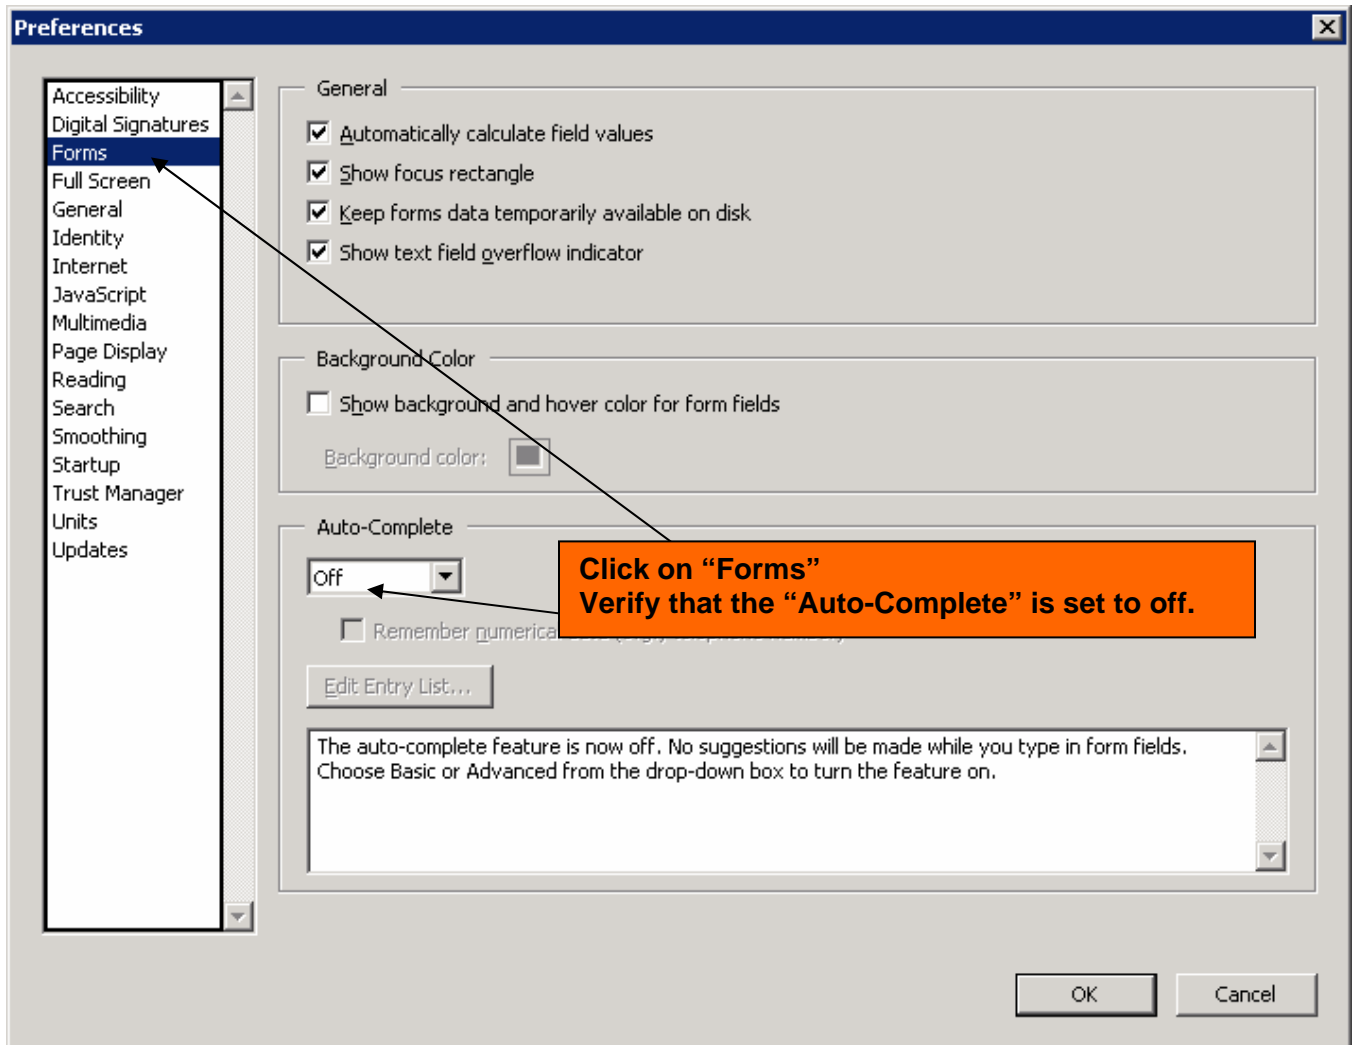 Preferences
Accessibility
Digital Signatures
Forms
Full Screen
General
Identity
Internet
JavaScript
Multimedia
Page Display
Reading
Search
Smoothing
Startup
Trust Manager
Units
Updates
General
Automatically calculate field values
Show focus rectangle
Keep forms data temporarily available on disk
Show text field overflow indicator
Background Color
Show background and hover color for form fields
Background color:
Auto-Complete
Off
Click on “Forms”
Verify that the “Auto-Complete” is set to off.
Remember
Edit Entry List...
The auto-complete feature is now off. No suggestions will be made while you type in form fields.
Choose Basic or Advanced from the drop-down box to turn the feature on.
OK
Cancel